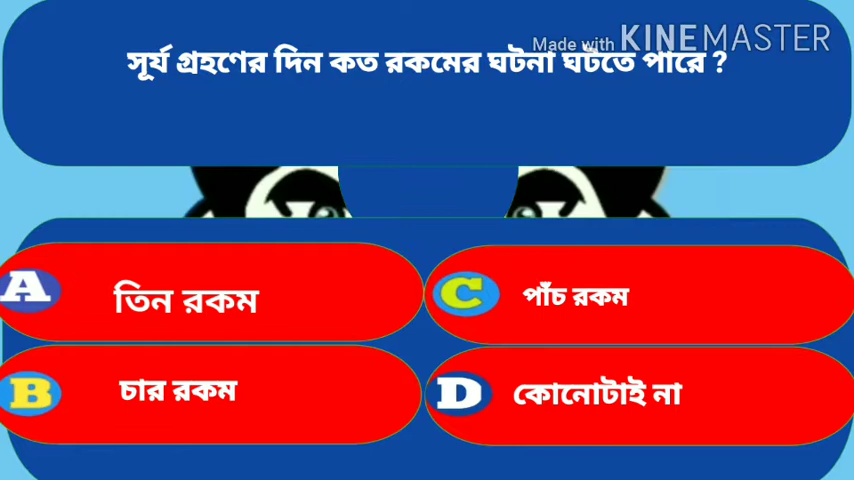 Made with KINEMASTER
সূর্য গ্রহণের দিন কত রকমের ঘটনা ঘটতে পারে ?
A তিন রকম
C পাঁচ রকম
B চার রকম
D কোনোটাই না